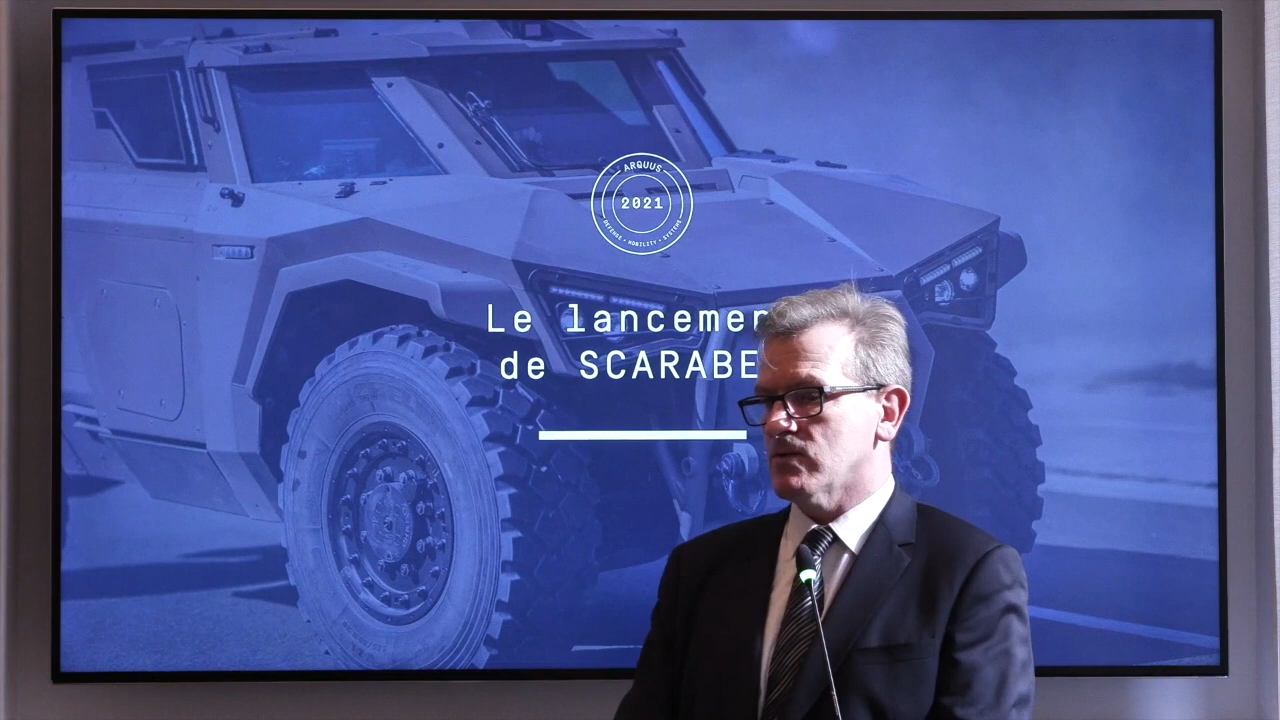 ARQUUS
2021
DEFENSE • MOBILITY • SYSTEMS
Le lancemen
de SCARABE